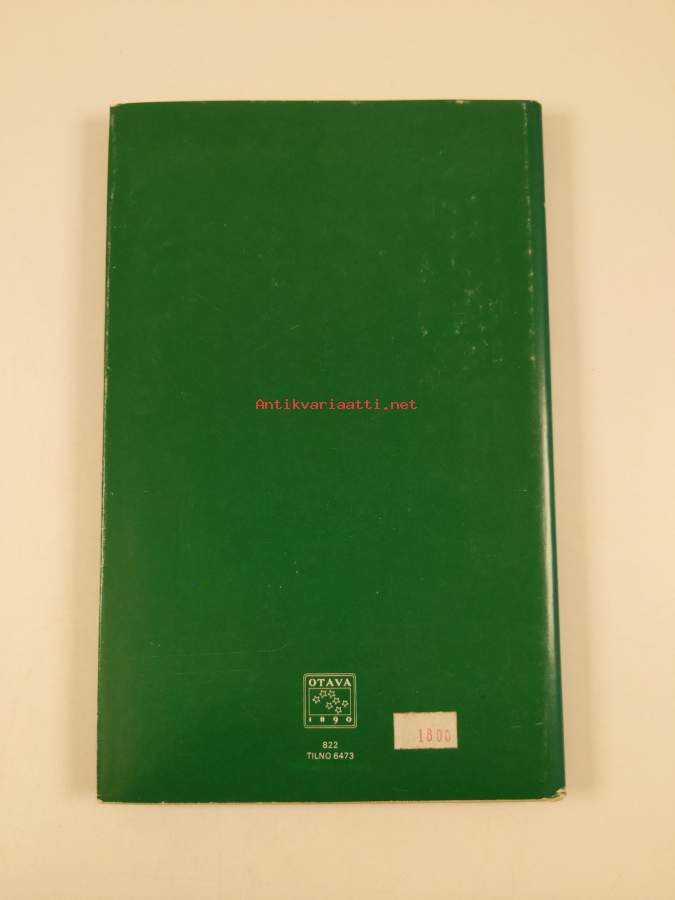 Antikvariaatti.net
OTAVA
1890
822
TILNO 6473
1800